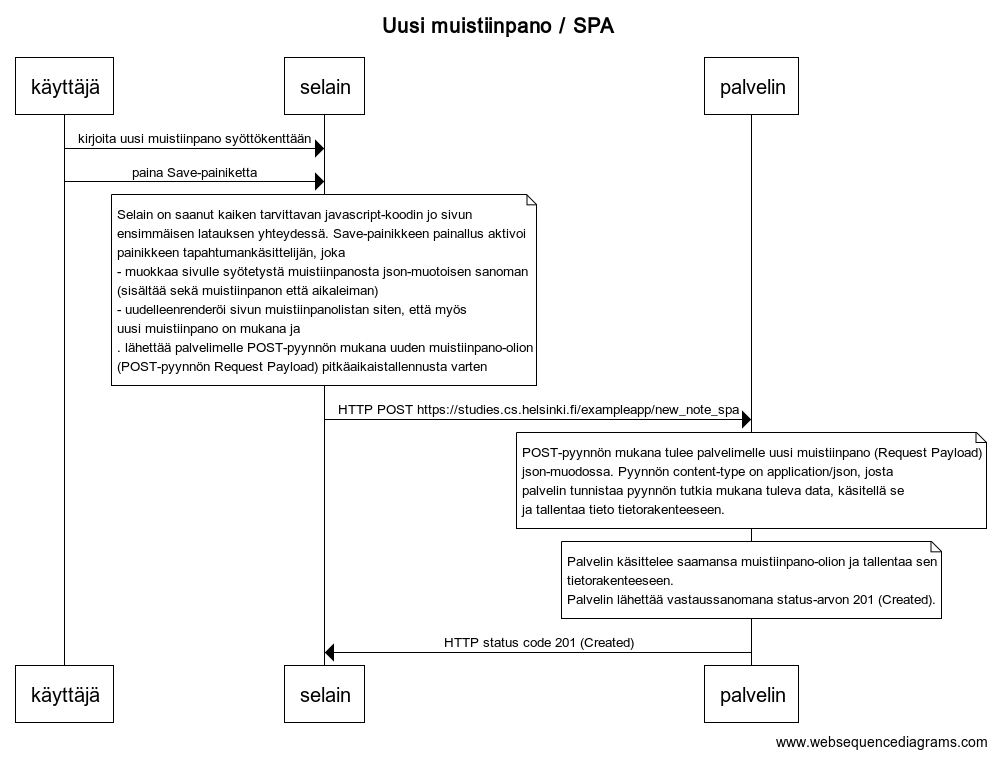 Uusi muistiinpano / SPA
käyttäjä
selain
palvelin
kirjoita uusi muistiinpano syöttökenttään
paina Save-painiketta
Selain on saanut kaiken tarvittavan javascript-koodin jo sivun
ensimmäisen latauksen yhteydessä. Save-painikkeen painallus aktivoi
painikkeen tapahtumankäsittelijän, joka
- muokkaa sivulle syötetystä muistiinpanosta json-muotoisen sanoman
(sisältää sekä muistiinpanon että aikaleiman)
- uudelleenrenderöi sivun muistiinpanolistan siten, että myös
uusi muistiinpano on mukana ja
. lähettää palvelimelle POST-pyynnön mukana uuden muistiinpano-olion
(POST-pyynnön Request Payload) pitkäaikaistallennusta varten
HTTP POST https://studies.cs.helsinki.fi/exampleapp/new_note_spa
POST-pyynnön mukana tulee palvelimelle uusi muistiinpano (Request Payload)
json-muodossa. Pyynnön content-type on application/json, josta
palvelin tunnistaa pyynnön tutkia mukana tuleva data, käsitellä se
ja tallentaa tieto tietorakenteeseen.
Palvelin käsittelee saamansa muistiinpano-olion ja tallentaa sen
tietorakenteeseen.
Palvelin lähettää vastaussanomana status-arvon 201 (Created).
HTTP status code 201 (Created)
käyttäjä
selain
palvelin
www.websequencediagrams.com